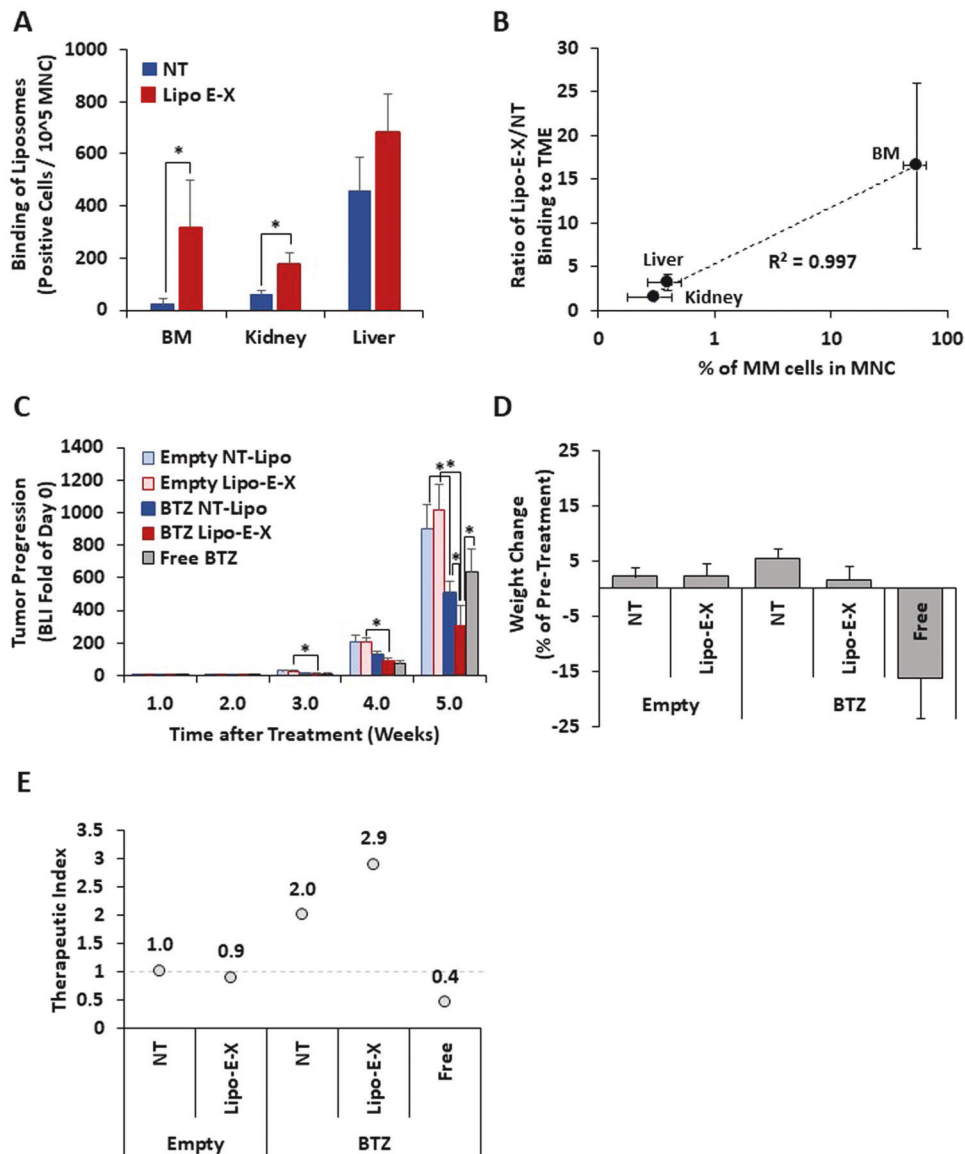 A
Binding of Liposomes
(Positive Cells / 10^5 MNC)
1000
800
600
400
200
0
NT
Lipo E-X
*
*
BM
Kidney
Liver
B
Ratio of Lipo-E-X/NT
Binding to TME
30
25
20
15
10
5
0
BM
Liver
Kidney
R² = 0.997
0
1
10
100
% of MM cells in MNC
C
Tumor Progression
(BLI Fold of Day 0)
1400
1200
1000
800
600
400
200
0
Empty NT-Lipo
Empty Lipo-E-X
BTZ NT-Lipo
BTZ Lipo-E-X
Free BTZ
*
*
*
*
*
*
1.0
2.0
3.0
4.0
5.0
Time after Treatment (Weeks)
D
Weight Change
(% of Pre-Treatment)
25
15
5
-5
-15
-25
NT
Lipo-E-X
NT
Lipo-E-X
Free
Empty
BTZ
E
Therapeutic Index
3.5
3
2.5
2
1.5
1
0.5
0
1.0
0.9
2.0
2.9
0.4
NT
Lipo-E-X
NT
Lipo-E-X
Free
Empty
BTZ